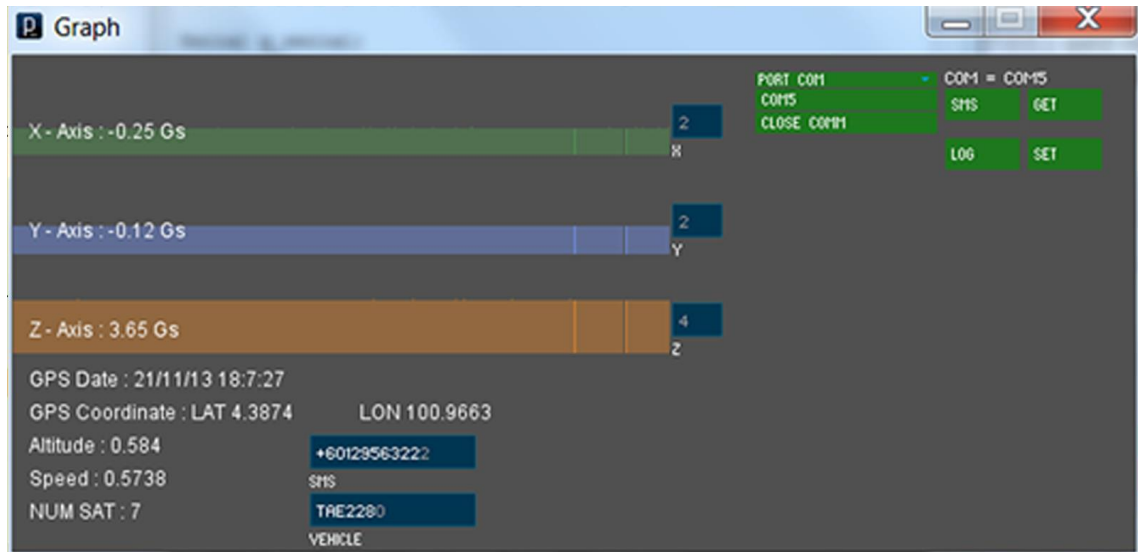 Graph
PORT COM COM = COM5
COM5 SMS GET
CLOSE COMM
X - Axis : -0.25 Gs 2
X
LOG SET
Y - Axis : -0.12 Gs 2
Y
Z - Axis : 3.65 Gs 4
Z
GPS Date : 21/11/13 18:7:27
GPS Coordinate : LAT 4.3874 LON 100.9663
Altitude : 0.584
+60129563222
Speed : 0.5738 SMS
NUM SAT : 7 TAE2280
VEHICLE